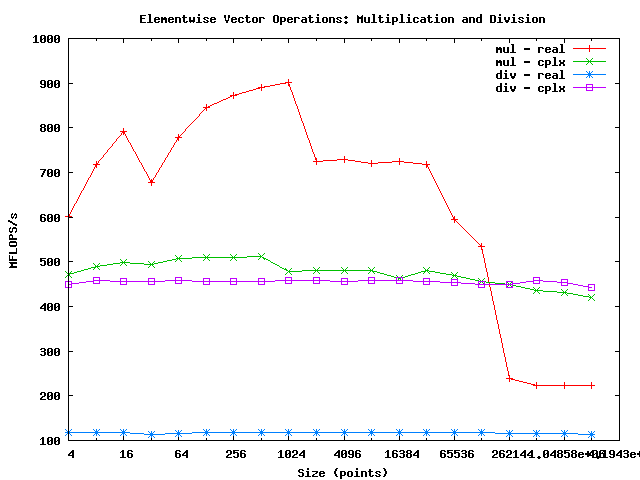 Elementwise Vector Operations: Multiplication and Division
1000
900
800
700
600
500
400
300
200
100
MFLOPS/s
mul - real
mul - cplx
div - real
div - cplx
4 16 64 256 1024 4096 16384 65536
Size (points)